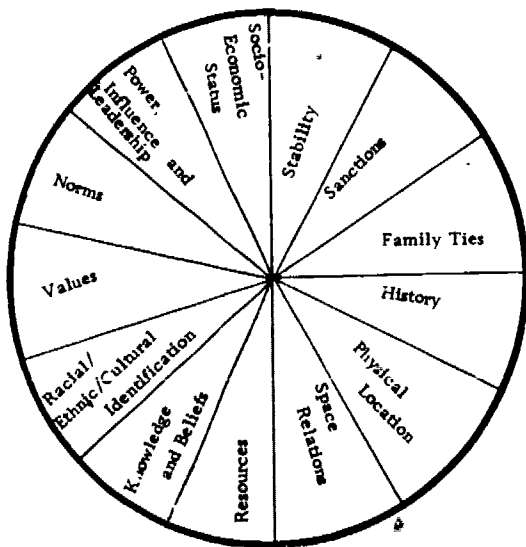 Socio-
Economic
Status
Stability
Sanctions
Family Ties
History
Physical
Location
Space
Relations
Resources
Knowledge
and Beliefs
Racial/
Ethnic/Cultural
Identification
Values
Norms
Power,
Influence and
Leadership